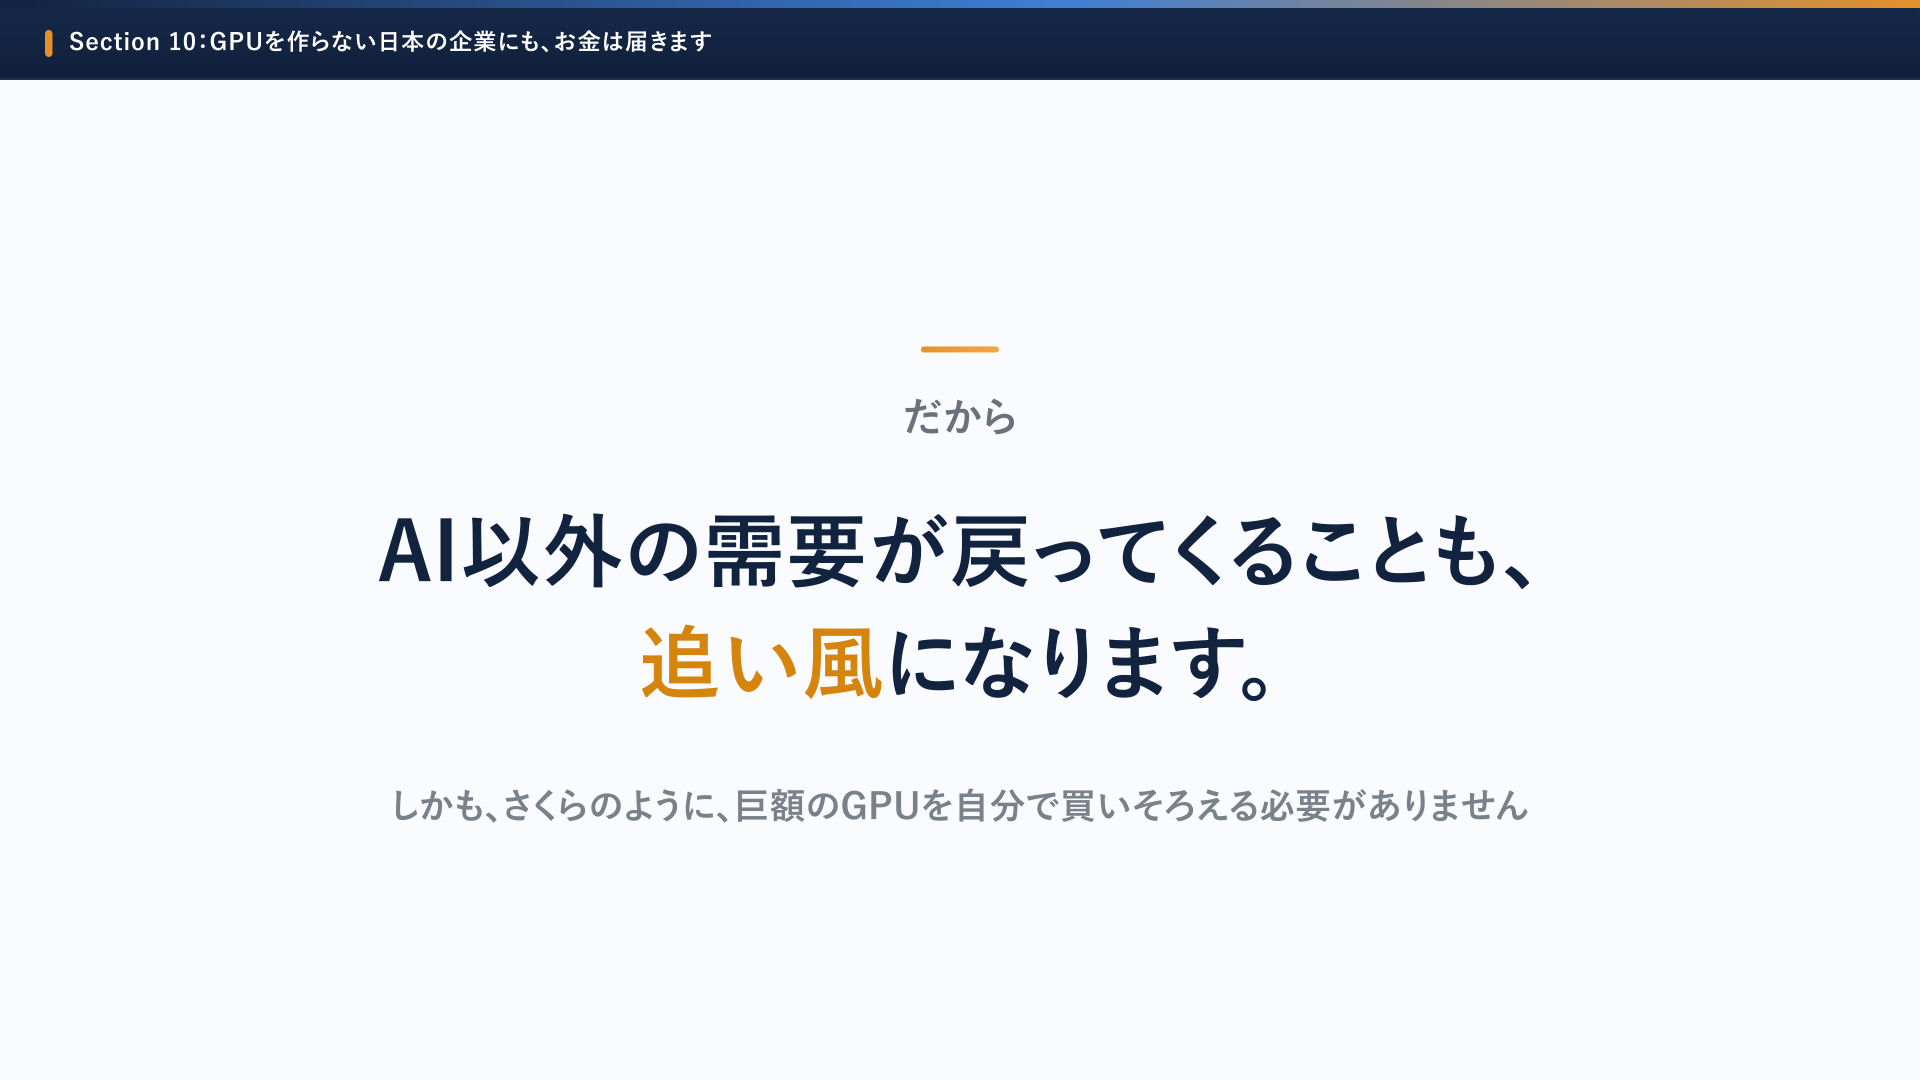 Section 10：GPUを作らない日本の企業にも、お金は届きます
だから
AI以外の需要が戻ってくることも、
追い風になります。
しかも、さくらのように、巨額のGPUを自分で買いそろえる必要がありません